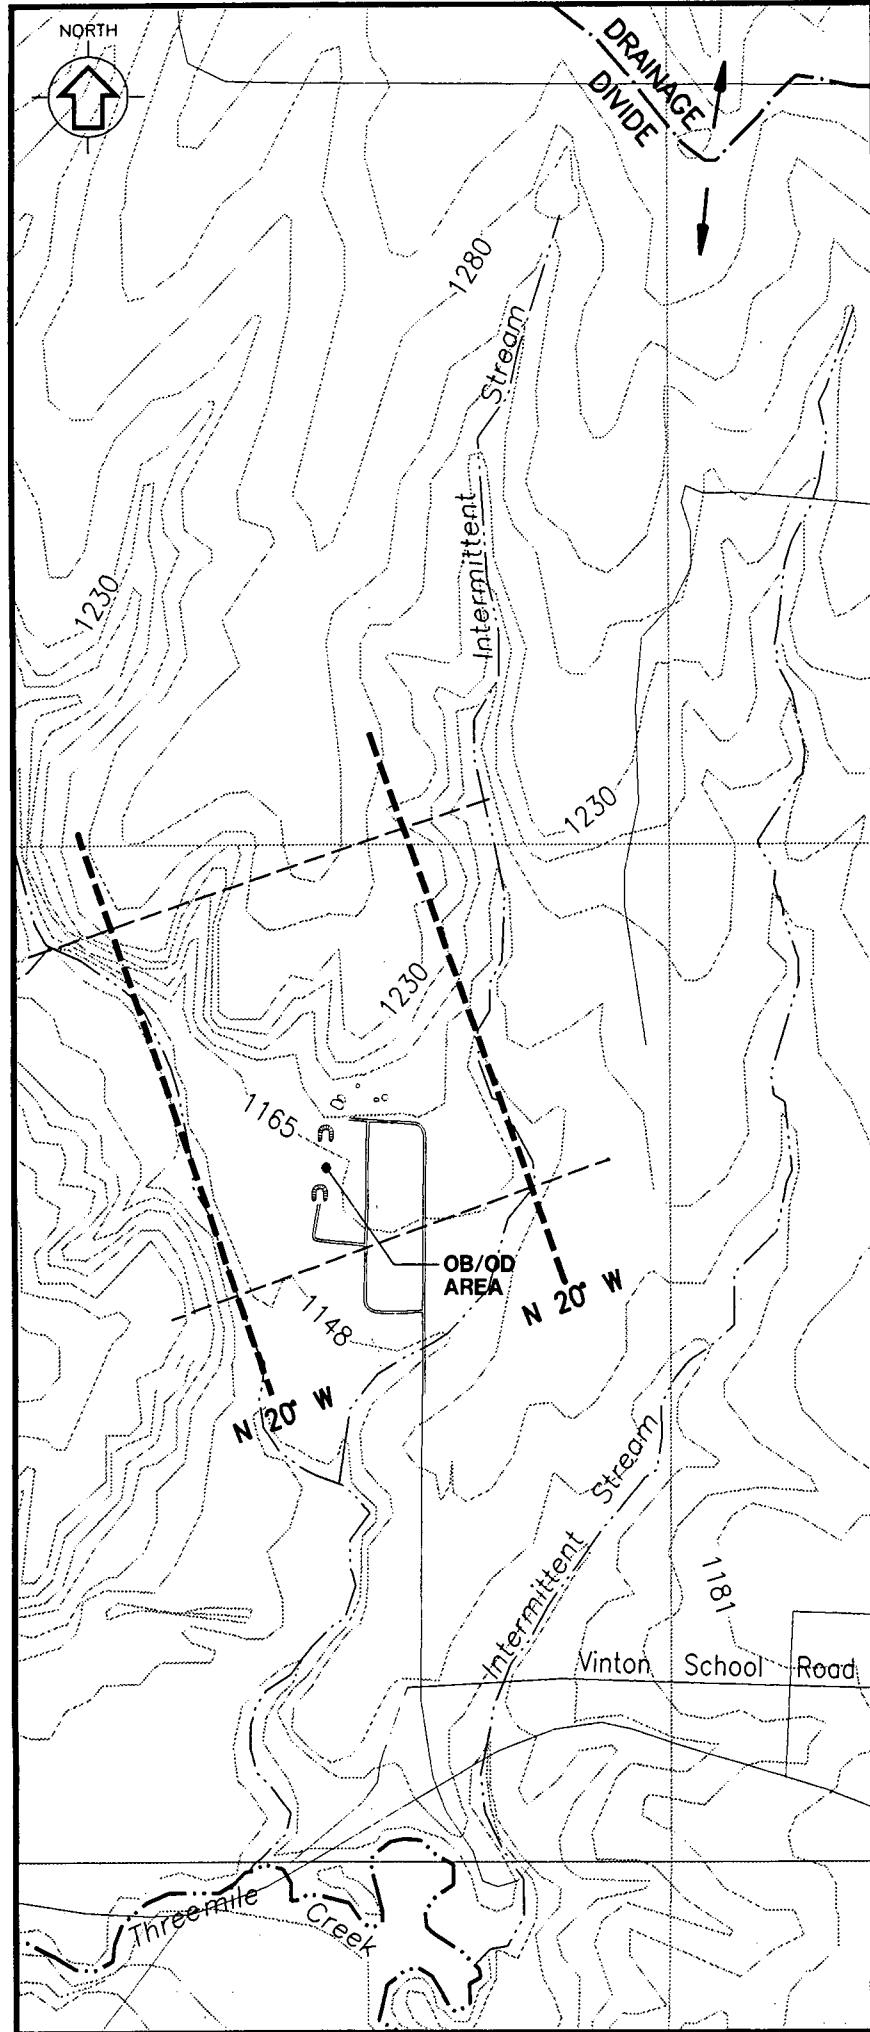 NORTH
DRAINAGE
DIVIDE
1280
Stream
Intermittent
1230
1230
1230
1165
OB/OD
AREA
N 20° W
1148
N 20° W
Stream
Intermittent
1181
Vinton School Road
Threemile
Creek